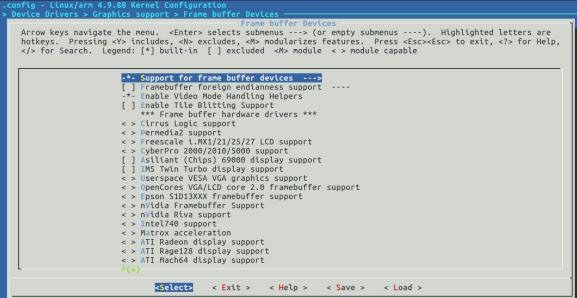 .config - Linux/arm 4.9.88 Kernel Configuration
> Device Drivers > Graphics support > Frame buffer Devices
Frame buffer Devices
Arrow keys navigate the menu. <Enter> selects submenus ---> (or empty submenus ----). Highlighted letters are
hotkeys. Pressing <Y> includes, <N> excludes, <M> modularizes features. Press <Esc><Esc> to exit, <?> for Help,
</> for Search. Legend: [*] built-in [ ] excluded <M> module < > module capable
-*- Support for frame buffer devices --->
[ ] Framebuffer foreign endianness support ----
-*- Enable Video Mode Handling Helpers
[ ] Enable Tile Blitting Support
*** Frame buffer hardware drivers ***
< > Cirrus Logic support
< > Permedia2 support
< > Freescale i.MX1/21/25/27 LCD support
< > CyberPro 2000/2010/5000 support
[ ] Asiliant (Chips) 69000 display support
[ ] IMS Twin Turbo display support
< > Userspace VESA VGA graphics support
< > OpenCores VGA/LCD core 2.0 framebuffer support
< > Epson S1D13XXX framebuffer support
< > nVidia Framebuffer Support
< > nVidia Riva support
< > Intel740 support
< > Matrox acceleration
< > ATI Radeon display support
< > ATI Rage128 display support
< > ATI Mach64 display support
(+)
<Select> < Exit > < Help > < Save > < Load >